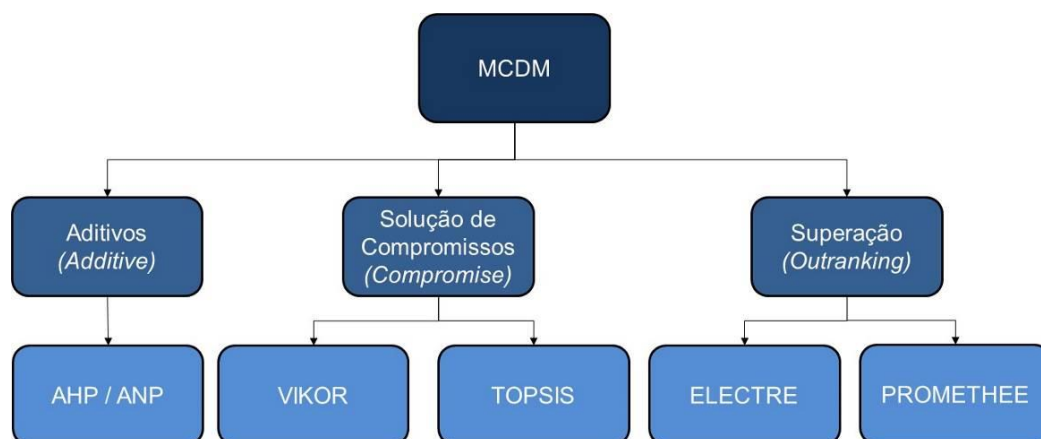 MCDM
Aditivos
(Additive)
Solução de
Compromissos
(Compromise)
Superação
(Outranking)
AHP / ANP
VIKOR
TOPSIS
ELECTRE
PROMETHEE